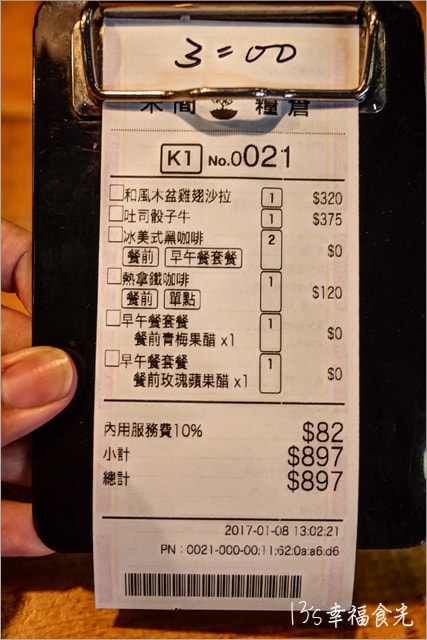 3=00
木間 糧倉
K1 No.0021
和風木盆雞翅沙拉 1 $320
吐司骰子牛 1 $375
冰美式黑咖啡 2 $0
餐前 早午餐套餐
熱拿鐵咖啡 1 $120
餐前 單點
早午餐套餐 1 $0
餐前青梅果醋 x1
早午餐套餐 1 $0
餐前玫瑰蘋果醋 x1
內用服務費10% $82
小計 $897
總計 $897
2017-01-08 13:02:21
PN：0021-000-00:11:62:0a:a6:d6
13's幸福食光